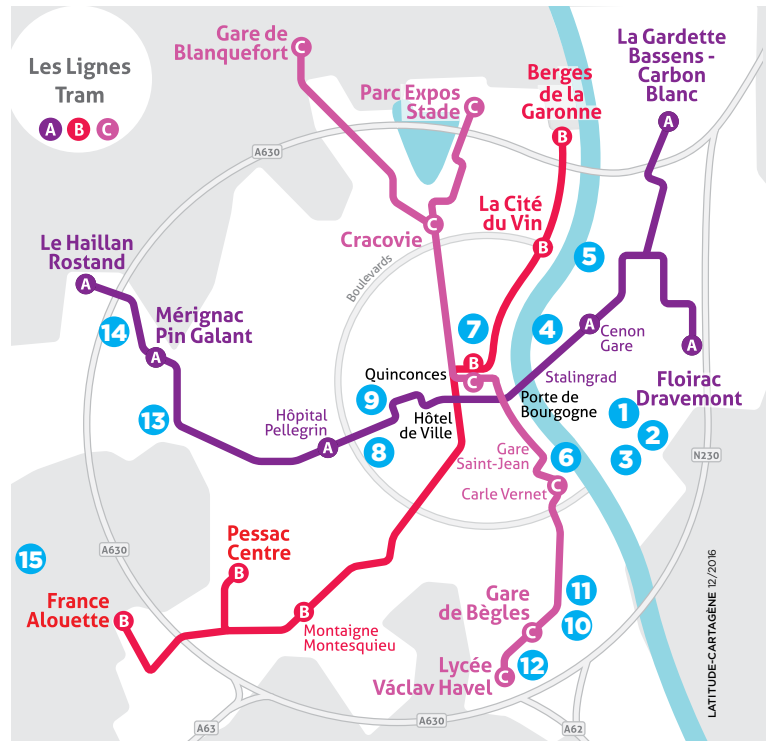 Les Lignes
Tram
A B C
Gare de
Blanquefort
C
Parc Expos
Stade
C
Berges
de la
Garonne
B
La Gardette
Bassens -
Carbon
Blanc
A
A630
La Cité
du Vin
B
Cracovie
C
Le Haillan
Rostand
A
Boulevards
5
Mérignac
Pin Galant
A
14
7
4
A
Cenon
Gare
A
B
Quinconces
C
Stalingrad
Floirac
Dravemont
9
Porte de
Bourgogne
1
13
Hôpital
Pellegrin
Hôtel
de Ville
2
A
8
Gare
Saint-Jean
6
3
N230
Carle Vernet
C
Pessac
Centre
B
A630
15
France
Alouette
B
B
Montaigne
Montesquieu
Gare
de Bègles
C
11
10
Lycée
Václav Havel
C
12
A63
A630
A62
LATITUDE-CARTAGÈNE 12/2016